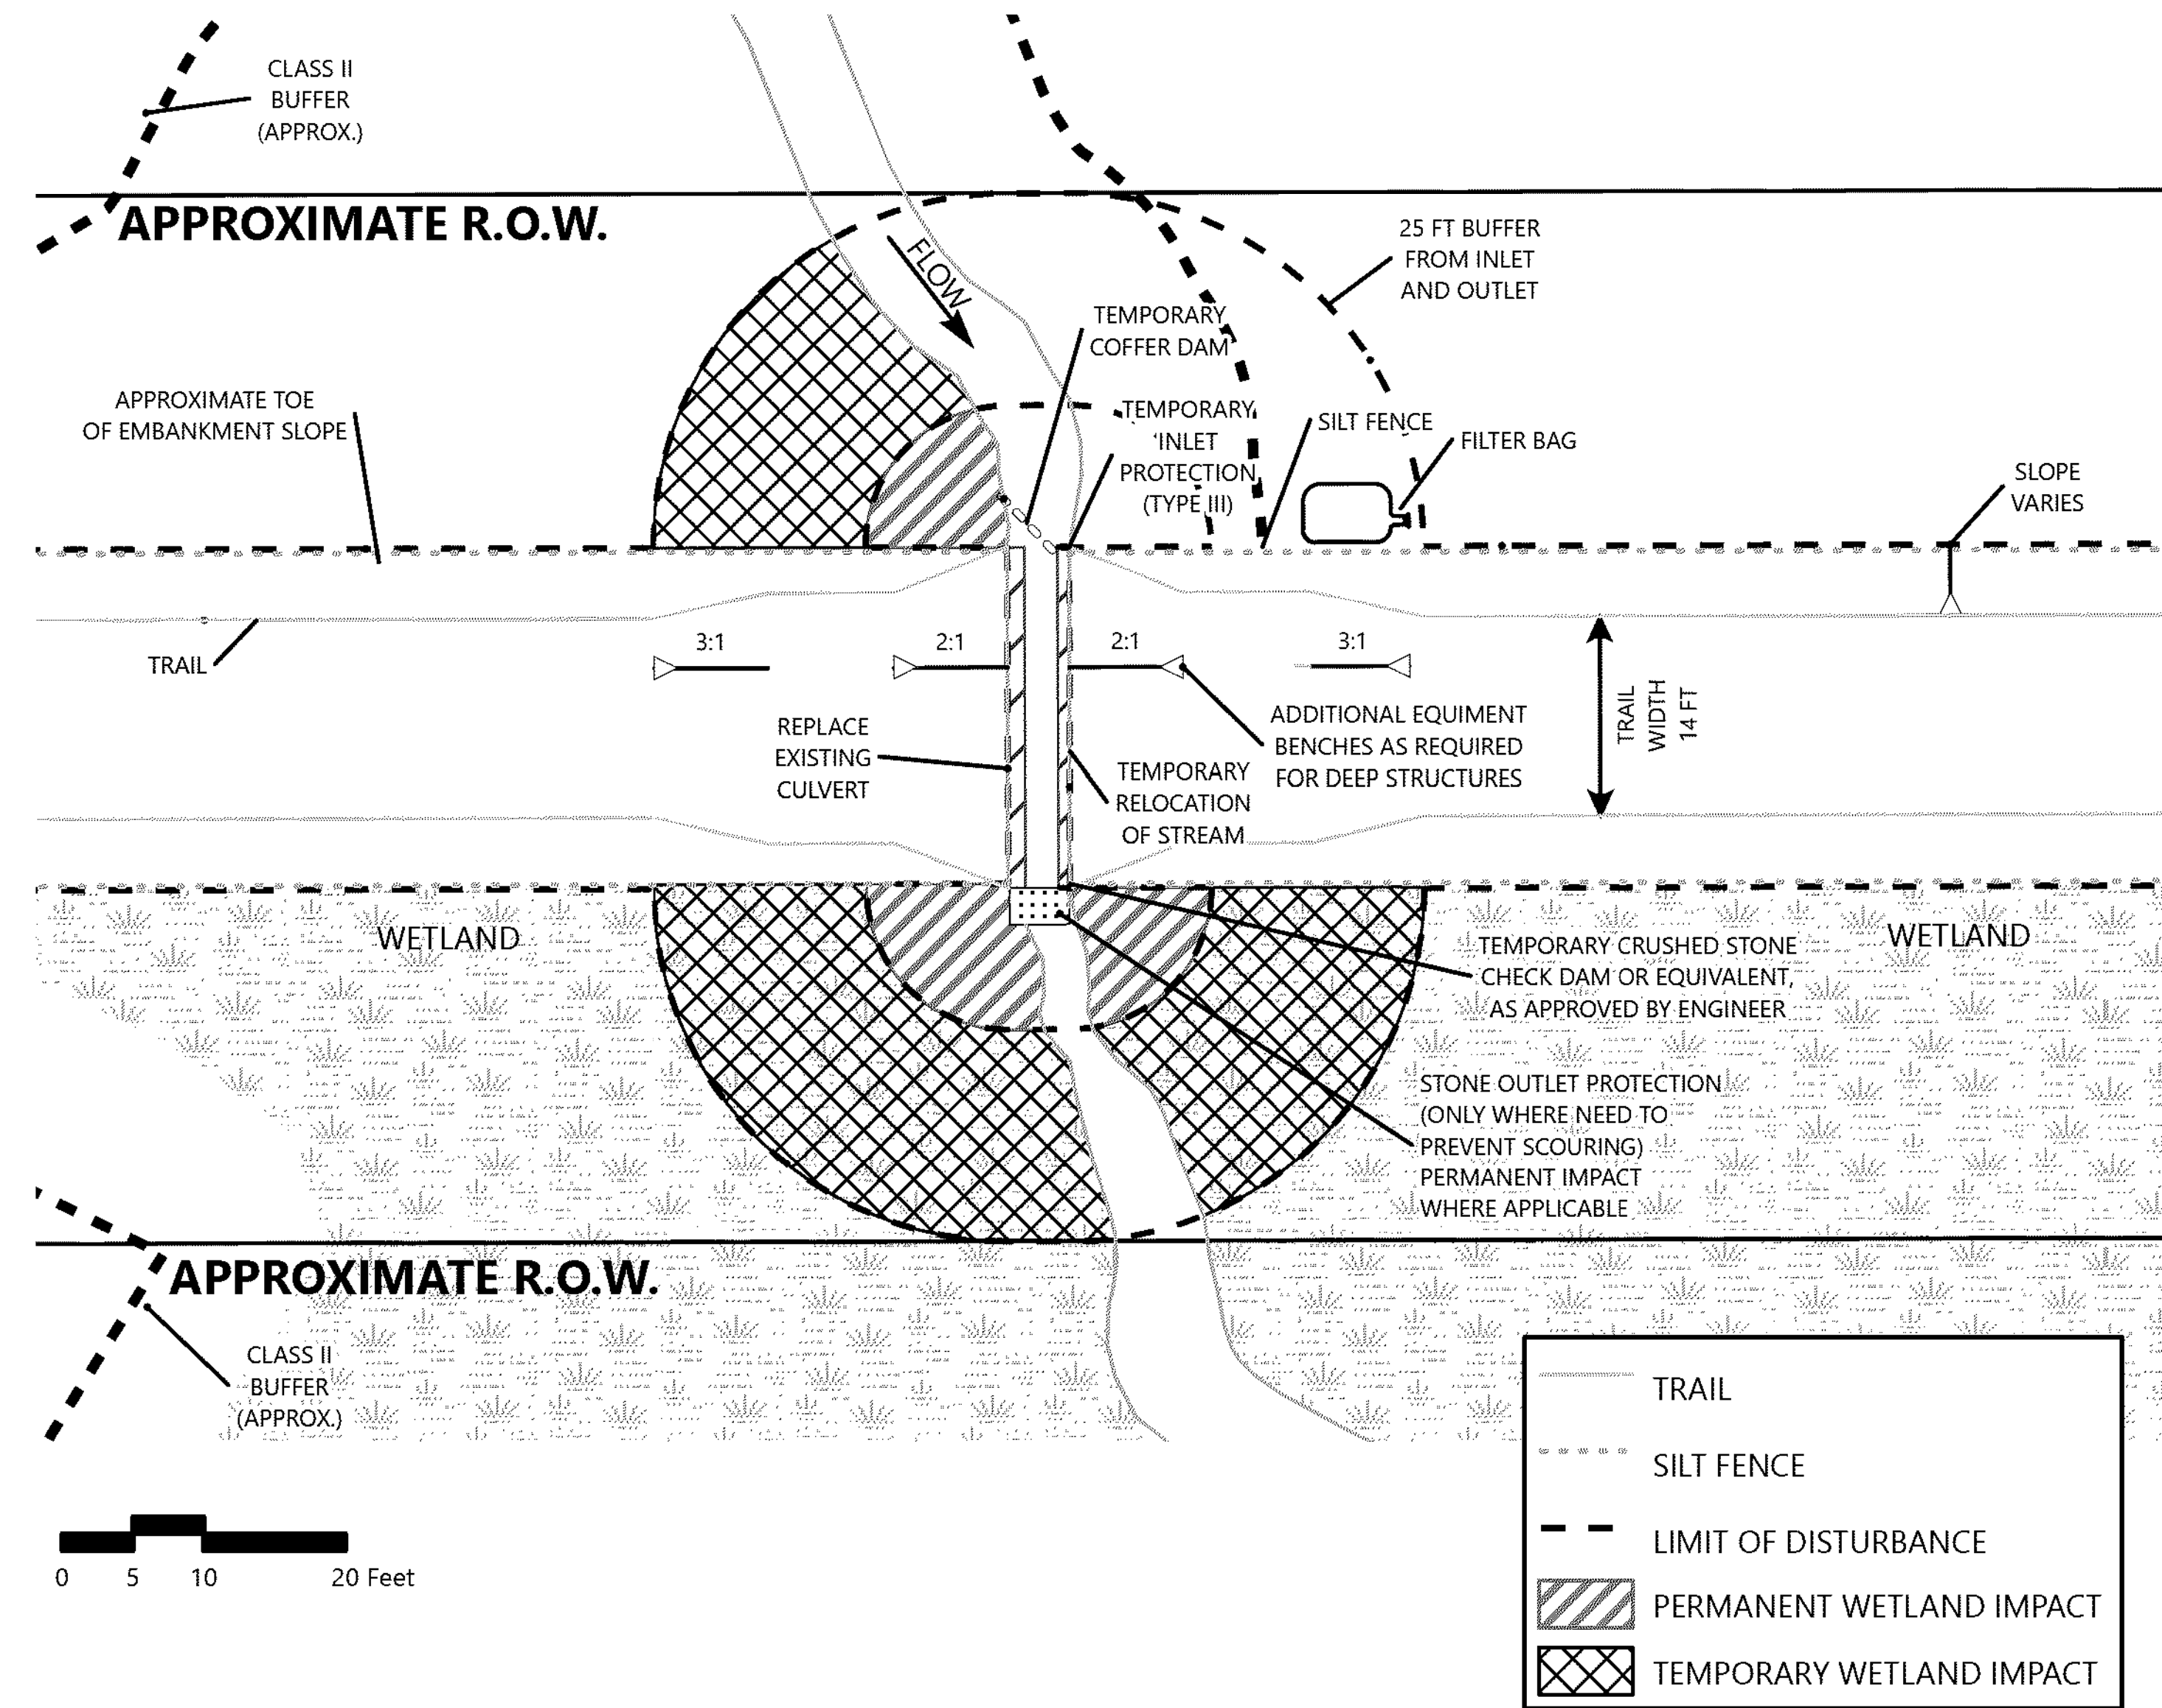 CLASS II
BUFFER
(APPROX.)
APPROXIMATE R.O.W.
FLOW
25 FT BUFFER
FROM INLET
AND OUTLET
TEMPORARY
COFFER DAM
APPROXIMATE TOE
OF EMBANKMENT SLOPE
TEMPORARY
INLET
PROTECTION
(TYPE III)
SILT FENCE
FILTER BAG
SLOPE
VARIES
TRAIL
3:1
2:1
2:1
3:1
REPLACE
EXISTING
CULVERT
TEMPORARY
RELOCATION
OF STREAM
ADDITIONAL EQUIMENT
BENCHES AS REQUIRED
FOR DEEP STRUCTURES
TRAIL
WIDTH
14 FT
WETLAND
WETLAND
TEMPORARY CRUSHED STONE
CHECK DAM OR EQUIVALENT,
AS APPROVED BY ENGINEER
STONE OUTLET PROTECTION
(ONLY WHERE NEED TO
PREVENT SCOURING)
PERMANENT IMPACT
WHERE APPLICABLE
APPROXIMATE R.O.W.
CLASS II
BUFFER
(APPROX.)
0 5 10 20 Feet
TRAIL
SILT FENCE
LIMIT OF DISTURBANCE
PERMANENT WETLAND IMPACT
TEMPORARY WETLAND IMPACT